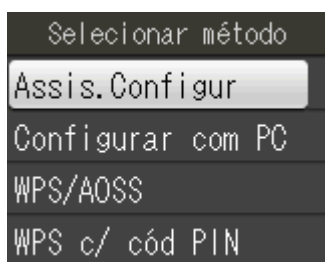 Selecionar método
Assis.Configur
Configurar com PC
WPS/AOSS
WPS c/ cód PIN